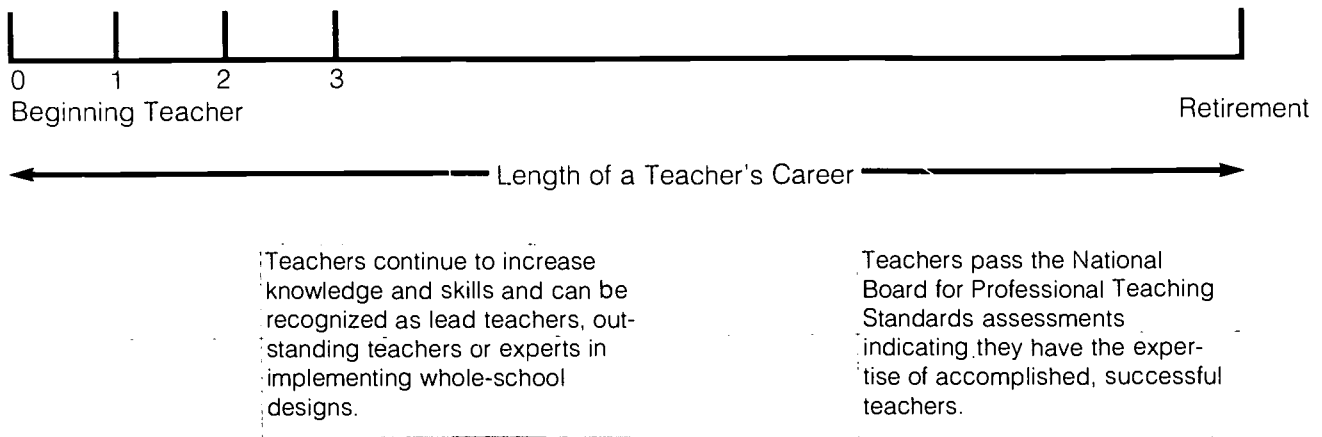 0 1 2 3
Beginning Teacher Retirement
Length of a Teacher's Career
Teachers continue to increase
knowledge and skills and can be
recognized as lead teachers, out-
standing teachers or experts in
implementing whole-school
designs.
Teachers pass the National
Board for Professional Teaching
Standards assessments
indicating they have the exper-
tise of accomplished, successful
teachers.